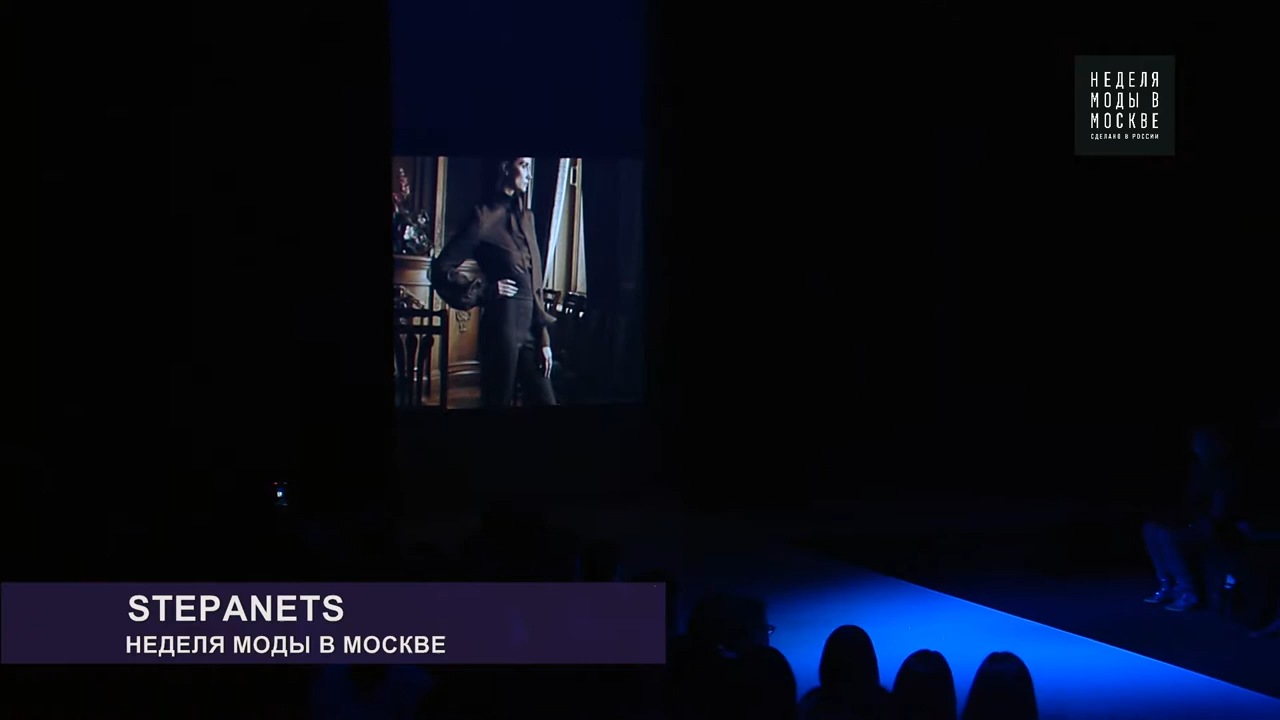 НЕДЕЛЯ
МОДЫ В
МОСКВЕ
СДЕЛАНО В РОССИИ
STEPANETS
НЕДЕЛЯ МОДЫ В МОСКВЕ